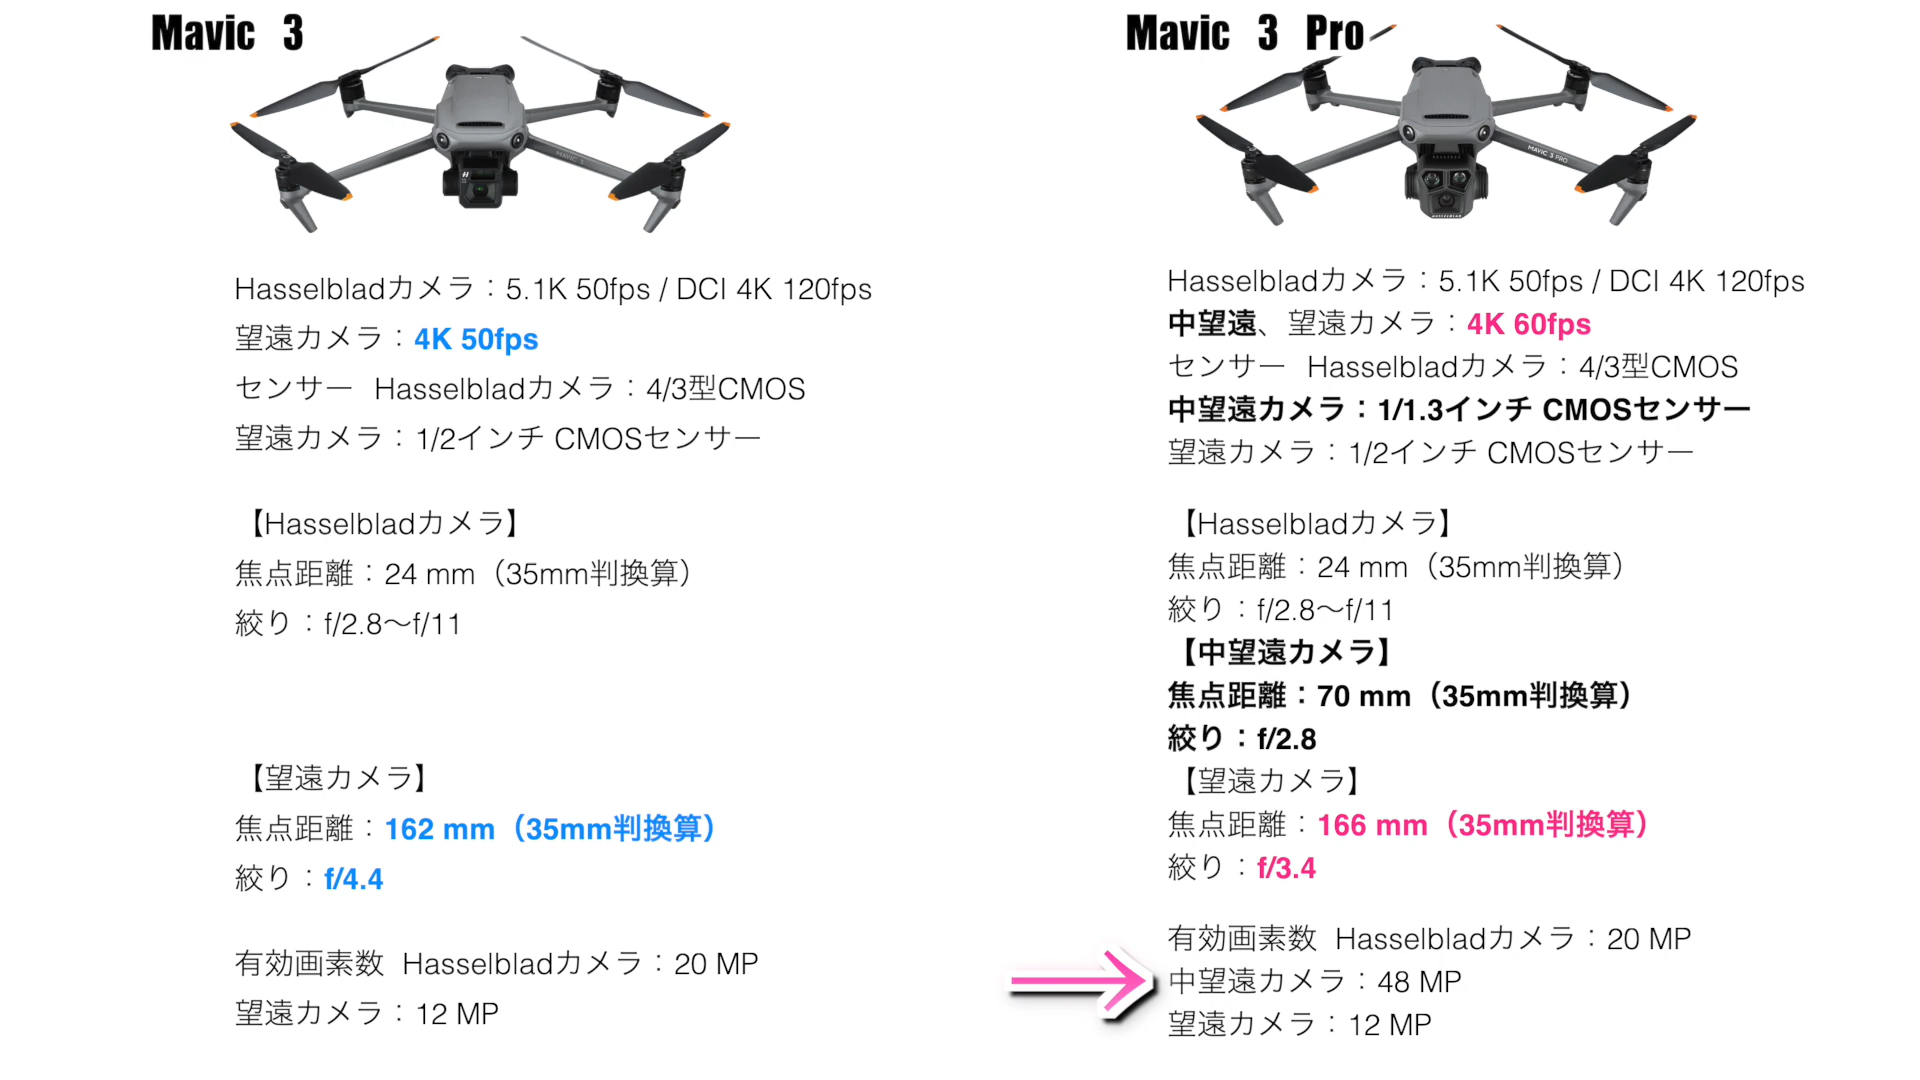 Mavic 3
MAVIC 3
H
Hasselbladカメラ：5.1K 50fps / DCI 4K 120fps
望遠カメラ：4K 50fps
センサー Hasselbladカメラ：4/3型CMOS
望遠カメラ：1/2インチ CMOSセンサー
【Hasselbladカメラ】
焦点距離：24 mm（35mm判換算）
絞り：f/2.8〜f/11
【望遠カメラ】
焦点距離：162 mm（35mm判換算）
絞り：f/4.4
有効画素数 Hasselbladカメラ：20 MP
望遠カメラ：12 MP
Mavic 3 Pro
MAVIC 3 PRO
HASSELBLAD
Hasselbladカメラ：5.1K 50fps / DCI 4K 120fps
中望遠、望遠カメラ：4K 60fps
センサー Hasselbladカメラ：4/3型CMOS
中望遠カメラ：1/1.3インチ CMOSセンサー
望遠カメラ：1/2インチ CMOSセンサー
【Hasselbladカメラ】
焦点距離：24 mm（35mm判換算）
絞り：f/2.8〜f/11
【中望遠カメラ】
焦点距離：70 mm（35mm判換算）
絞り：f/2.8
【望遠カメラ】
焦点距離：166 mm（35mm判換算）
絞り：f/3.4
有効画素数 Hasselbladカメラ：20 MP
中望遠カメラ：48 MP
望遠カメラ：12 MP